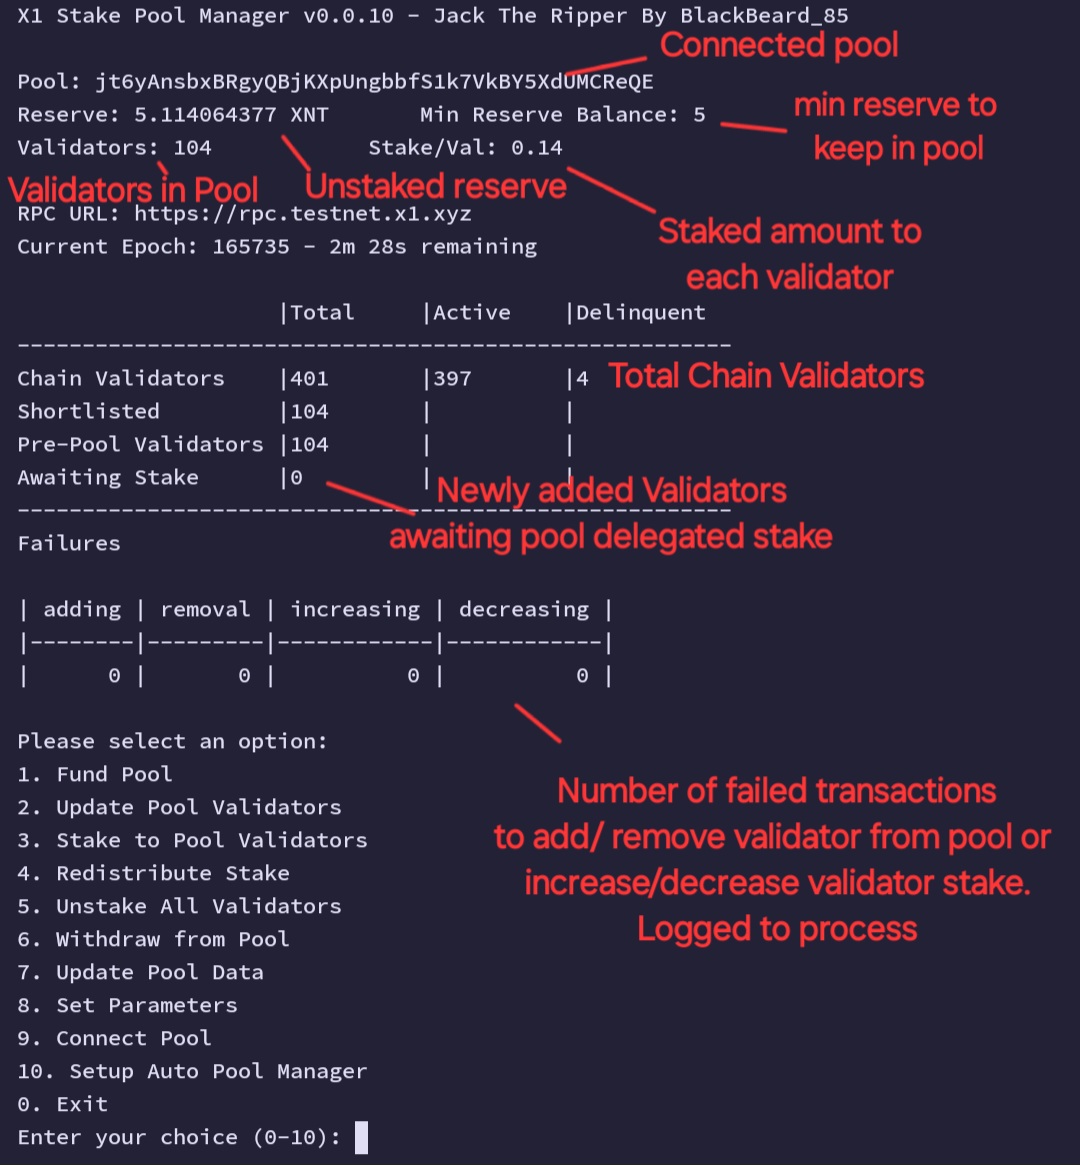 X1 Stake Pool Manager v0.0.10 - Jack The Ripper By BlackBeard_85
Connected pool
Pool: jt6yAnsbxBRgyQBjKXpUngbbfS1k7VkBY5XdUMCReQE
Reserve: 5.114064377 XNT Min Reserve Balance: 5
min reserve to
keep in pool
Validators: 104 Stake/Val: 0.14
Validators in Pool
Unstaked reserve
RPC URL: https://rpc.testnet.x1.xyz
Staked amount to
each validator
Current Epoch: 165735 - 2m 28s remaining
|Total |Active |Delinquent
------------------------------------------------------- 
Chain Validators |401 |397 |4
Total Chain Validators
Shortlisted |104 | |
Pre-Pool Validators |104 | |
Awaiting Stake |0 | |
Newly added Validators
awaiting pool delegated stake
-------------------------------------------------------
Failures
| adding | removal | increasing | decreasing |
|--------|---------|------------|------------|
| 0 | 0 | 0 | 0 |
Number of failed transactions
to add/ remove validator from pool or
increase/decrease validator stake.
Logged to process
Please select an option:
1. Fund Pool
2. Update Pool Validators
3. Stake to Pool Validators
4. Redistribute Stake
5. Unstake All Validators
6. Withdraw from Pool
7. Update Pool Data
8. Set Parameters
9. Connect Pool
10. Setup Auto Pool Manager
0. Exit
Enter your choice (0-10):